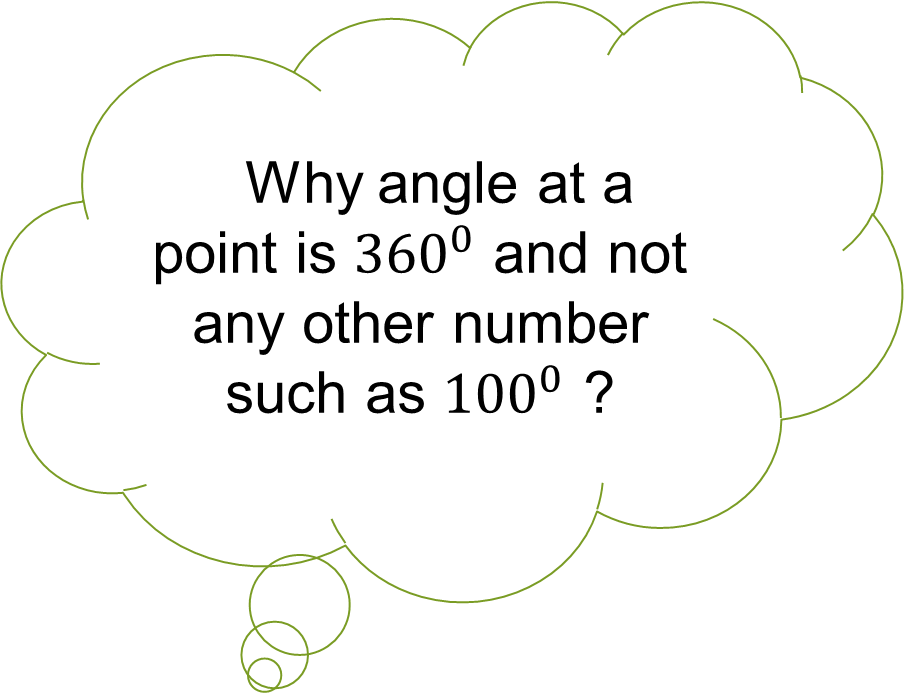 Why angle at a
point is 360⁰ and not
any other number
such as 100⁰ ?